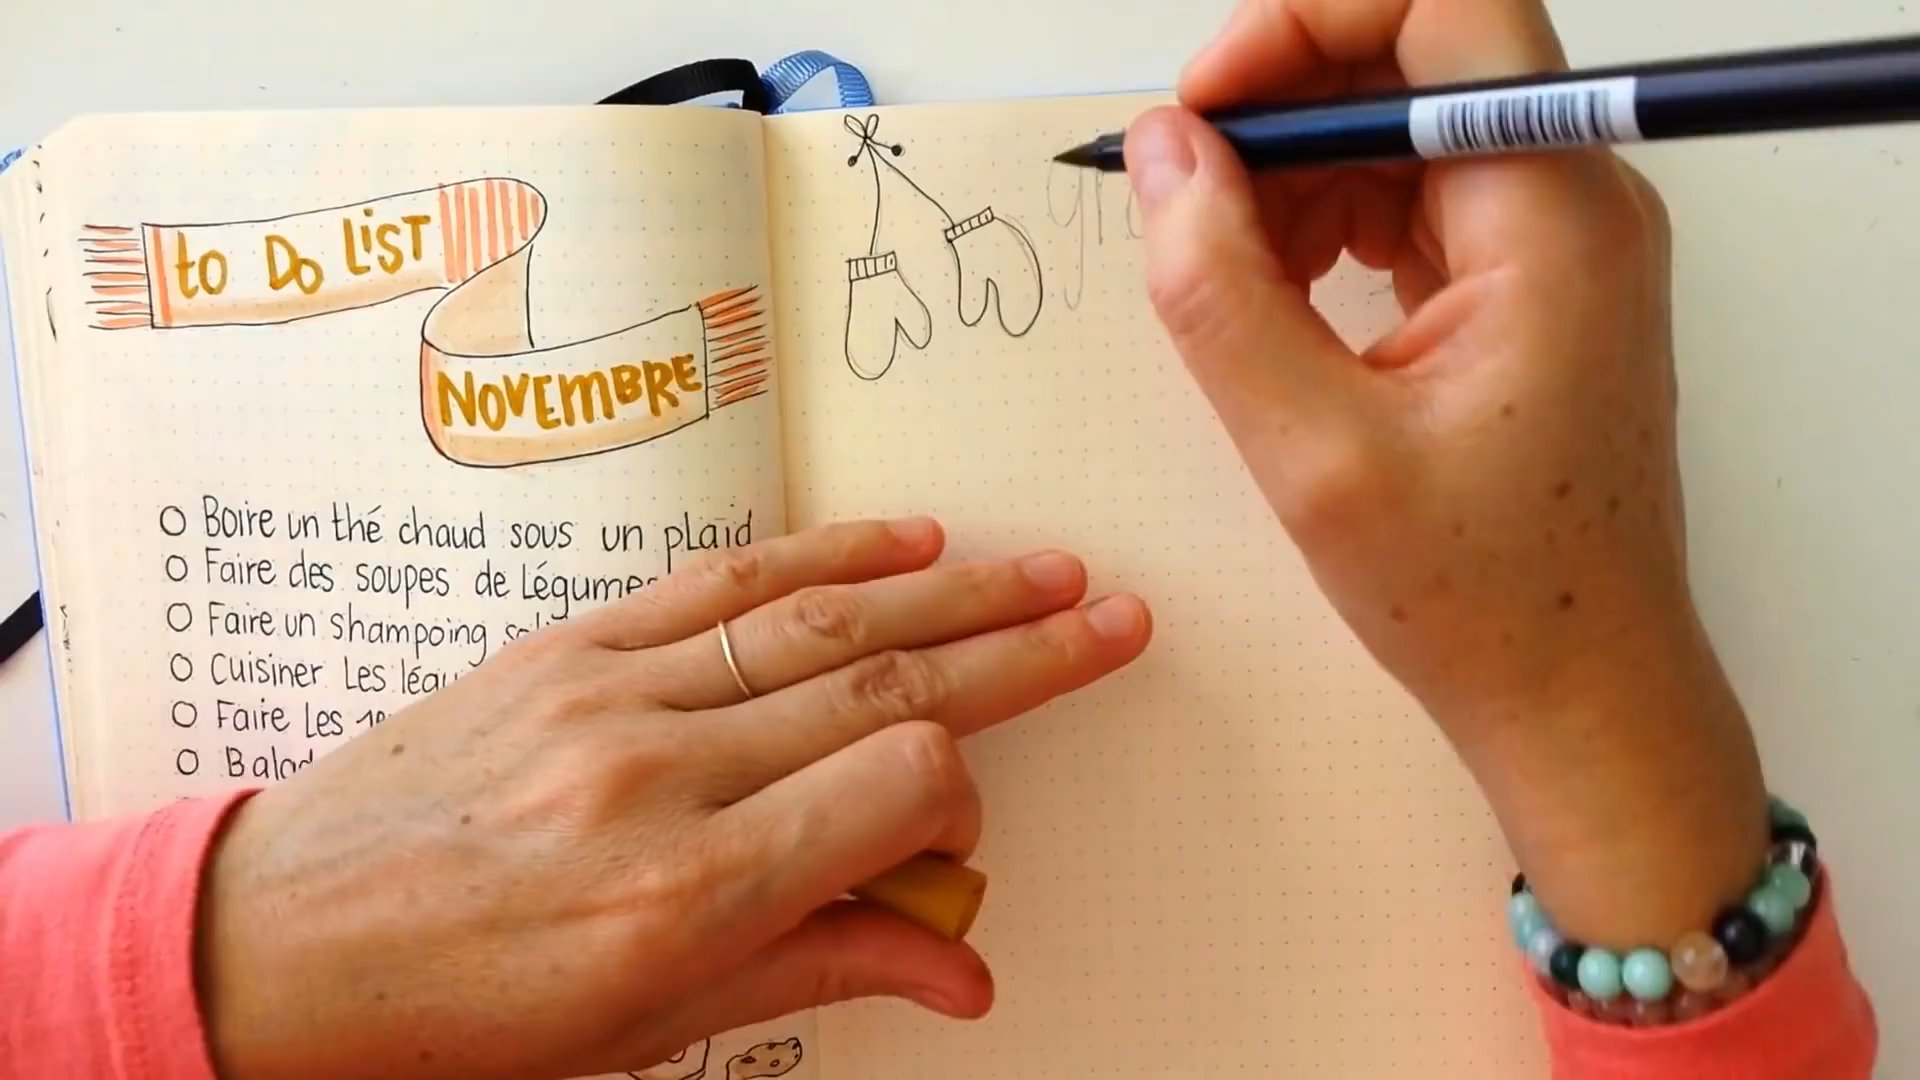 to Do LiST
NOVEMBRE
Boire un thé chaud sous un plaid
Faire des soupes de Légumes
Faire un shampoing
Cuisiner Les
Faire Les